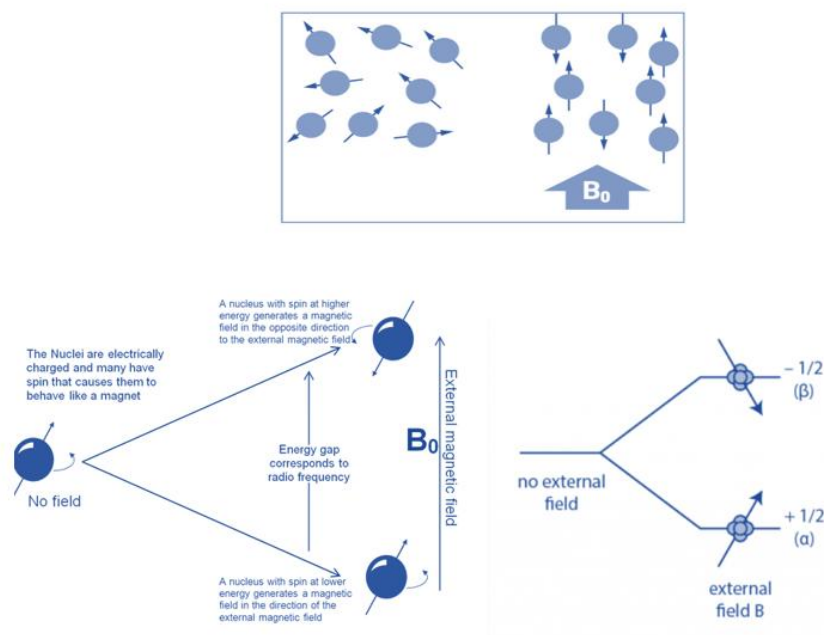 B₀
A nucleus with spin at higher
energy generates a magnetic
field in the opposite direction
to the external magnetic field
The Nuclei are electrically
charged and many have
spin that causes them to
behave like a magnet
No field
Energy gap
corresponds to
radio frequency
B₀
External magnetic field
A nucleus with spin at lower
energy generates a magnetic
field in the direction of the
external magnetic field
no external
field
– 1/2
(β)
+ 1/2
(α)
external
field B